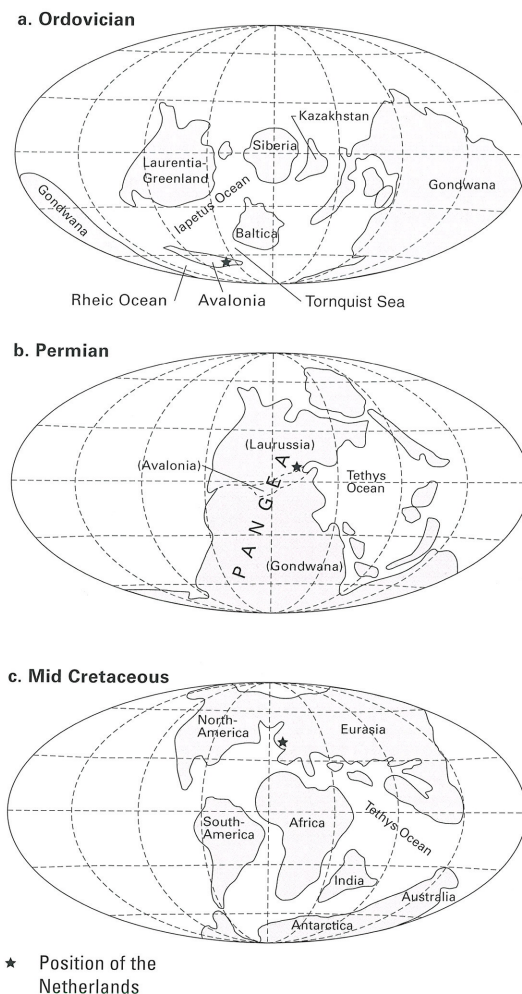 a. Ordovician
Kazakhstan
Siberia
Laurentia-
Greenland
Gondwana
Gondwana
Iapetus Ocean
Baltica
Rheic Ocean
Avalonia
Tornquist Sea
b. Permian
(Laurussia)
(Avalonia)
Tethys
Ocean
PANGEA
(Gondwana)
c. Mid Cretaceous
North-
America
Eurasia
South-
America
Africa
Tethys Ocean
India
Australia
Antarctica
Position of the
Netherlands